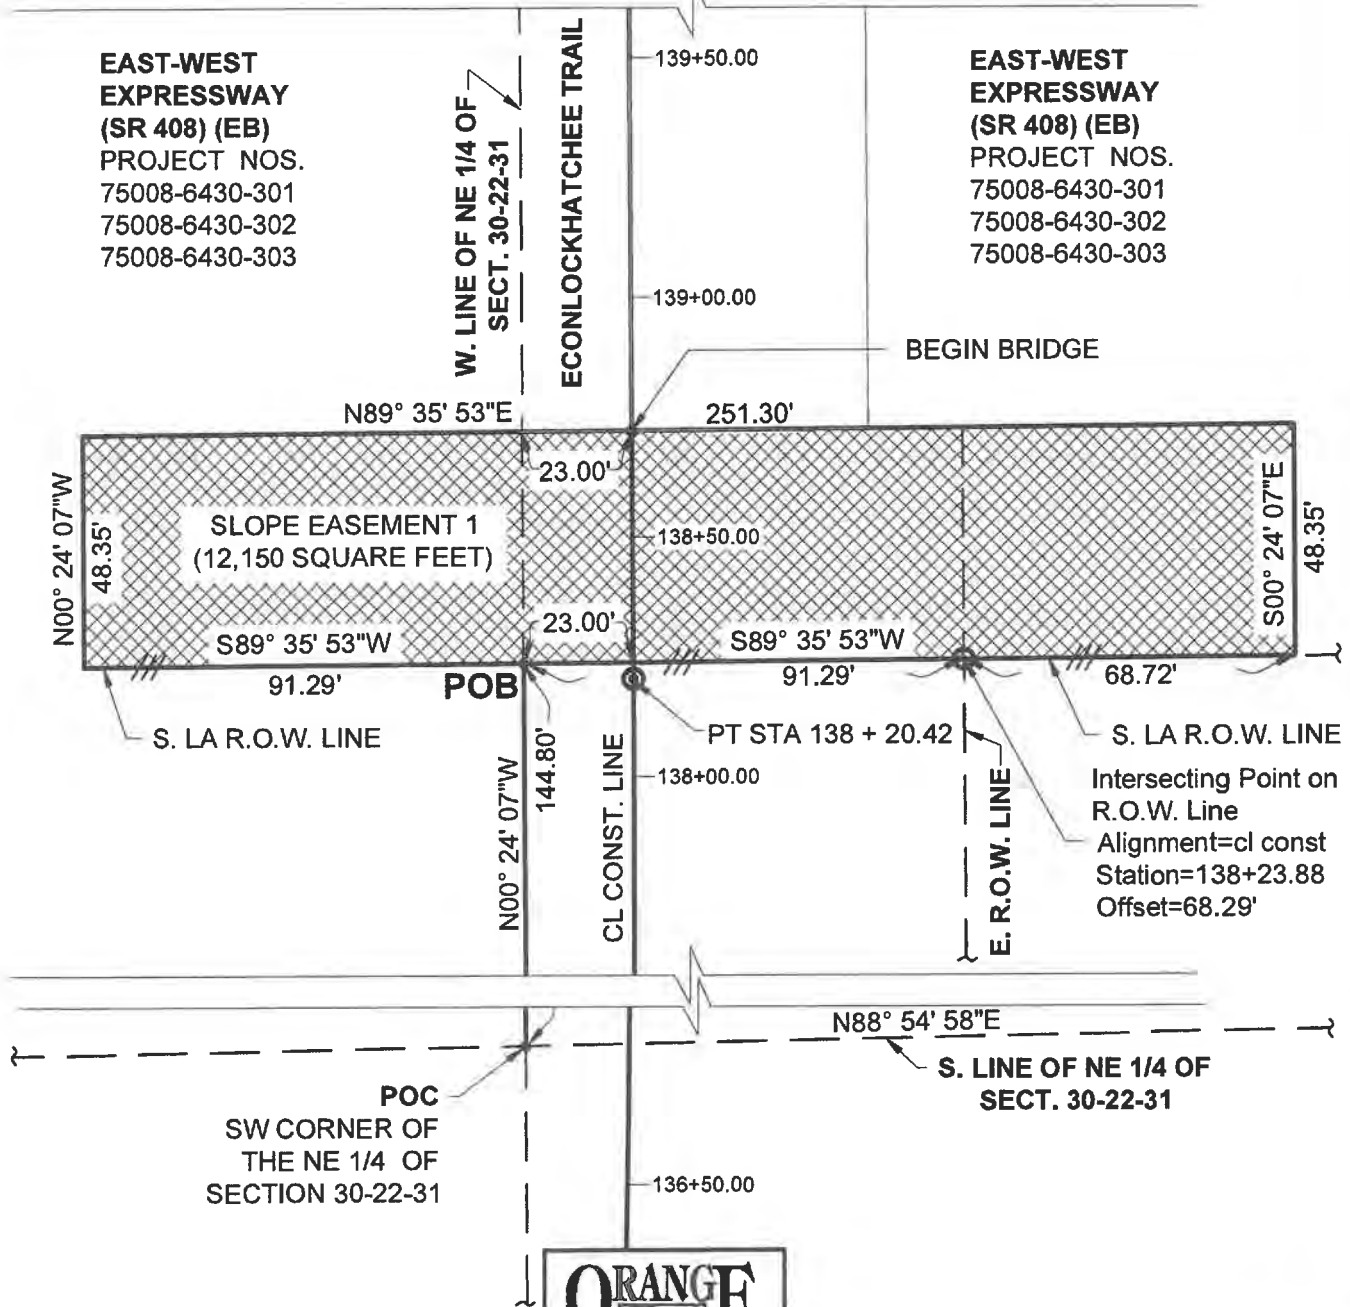 EAST-WEST
EXPRESSWAY
(SR 408) (EB)
PROJECT NOS.
75008-6430-301
75008-6430-302
75008-6430-303
W. LINE OF NE 1/4 OF
SECT. 30-22-31
ECONLOCKHATCHEE TRAIL
139+50.00
139+00.00
EAST-WEST
EXPRESSWAY
(SR 408) (EB)
PROJECT NOS.
75008-6430-301
75008-6430-302
75008-6430-303
BEGIN BRIDGE
N89° 35' 53"E
251.30'
N00° 24' 07"W
48.35'
23.00'
SLOPE EASEMENT 1
(12,150 SQUARE FEET)
138+50.00
S00° 24' 07"E
48.35'
23.00'
S89° 35' 53"W
S89° 35' 53"W
91.29'
POB
91.29'
68.72'
S. LA R.O.W. LINE
PT STA 138 + 20.42
S. LA R.O.W. LINE
N00° 24' 07"W
144.80'
CL CONST. LINE
138+00.00
E. R.O.W. LINE
Intersecting Point on
R.O.W. Line
Alignment=cl const
Station=138+23.88
Offset=68.29'
N88° 54' 58"E
S. LINE OF NE 1/4 OF
SECT. 30-22-31
POC
SW CORNER OF
THE NE 1/4 OF
SECTION 30-22-31
136+50.00
ORANGE